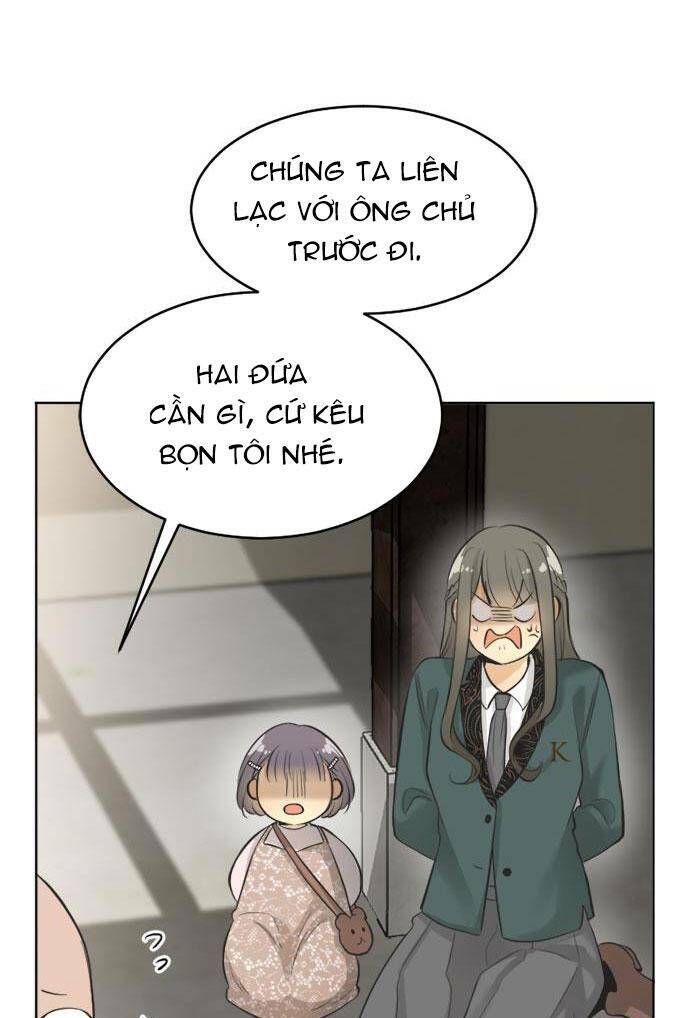 CHÚNG TA LIÊN
LẠC VỚI ÔNG CHỦ
TRƯỚC ĐI.
HAI ĐỨA
CẦN GÌ, CỨ KÊU
BỌN TÔI NHÉ.
K